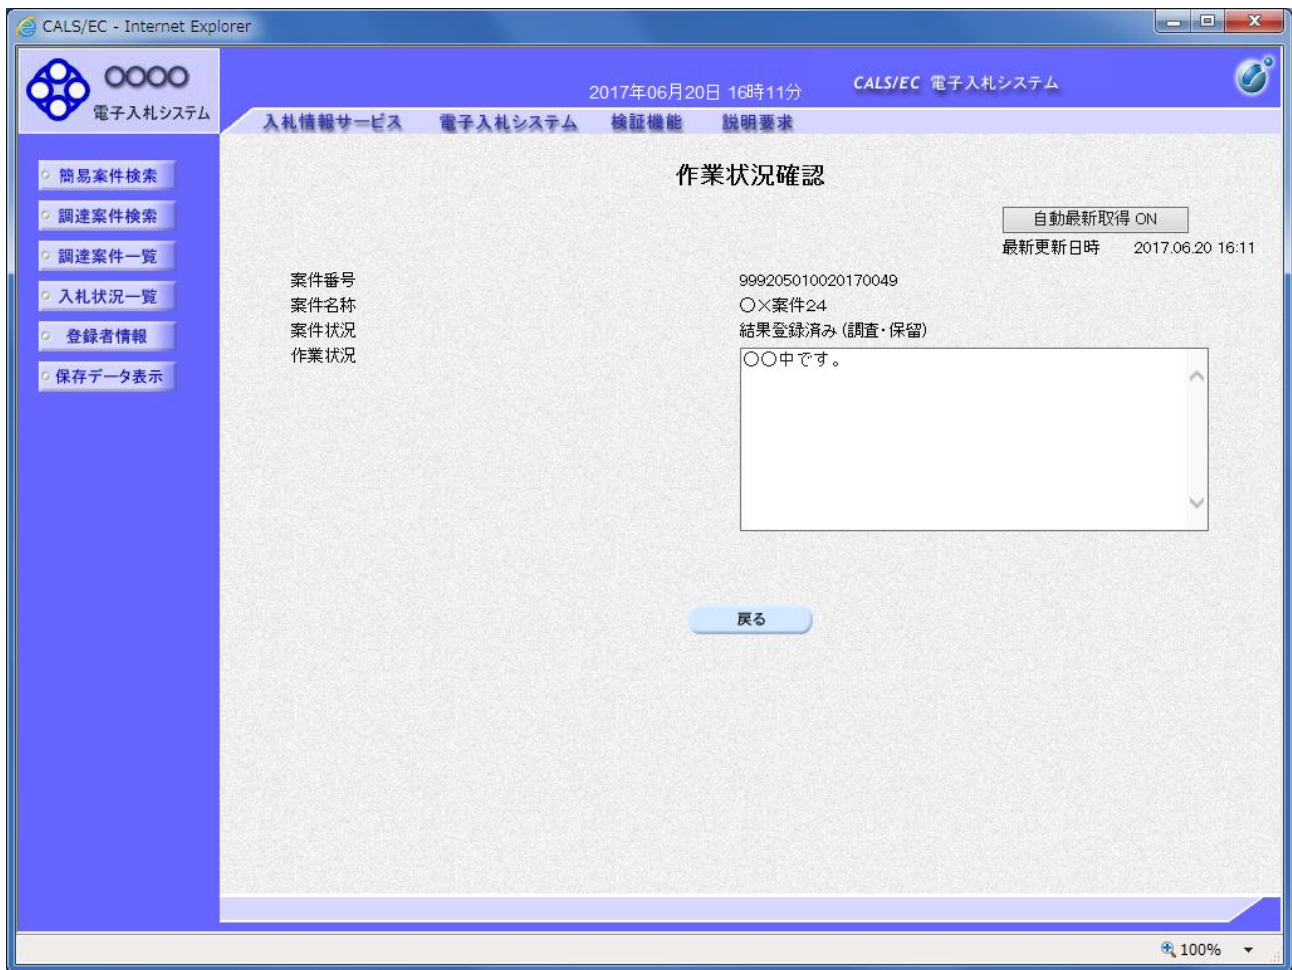 CALS/EC - Internet Explorer
〇〇〇〇
電子入札システム
2017年06月20日 16時11分
CALS/EC 電子入札システム
入札情報サービス 電子入札システム 検証機能 説明要求
簡易案件検索
調達案件検索
調達案件一覧
入札状況一覧
登録者情報
保存データ表示
作業状況確認
自動最新取得 ON
最新更新日時 2017.06.20 16:11
案件番号 999205010020170049
案件名称 〇×案件24
案件状況 結果登録済み(調査・保留)
作業状況 〇〇中です。
戻る
100%